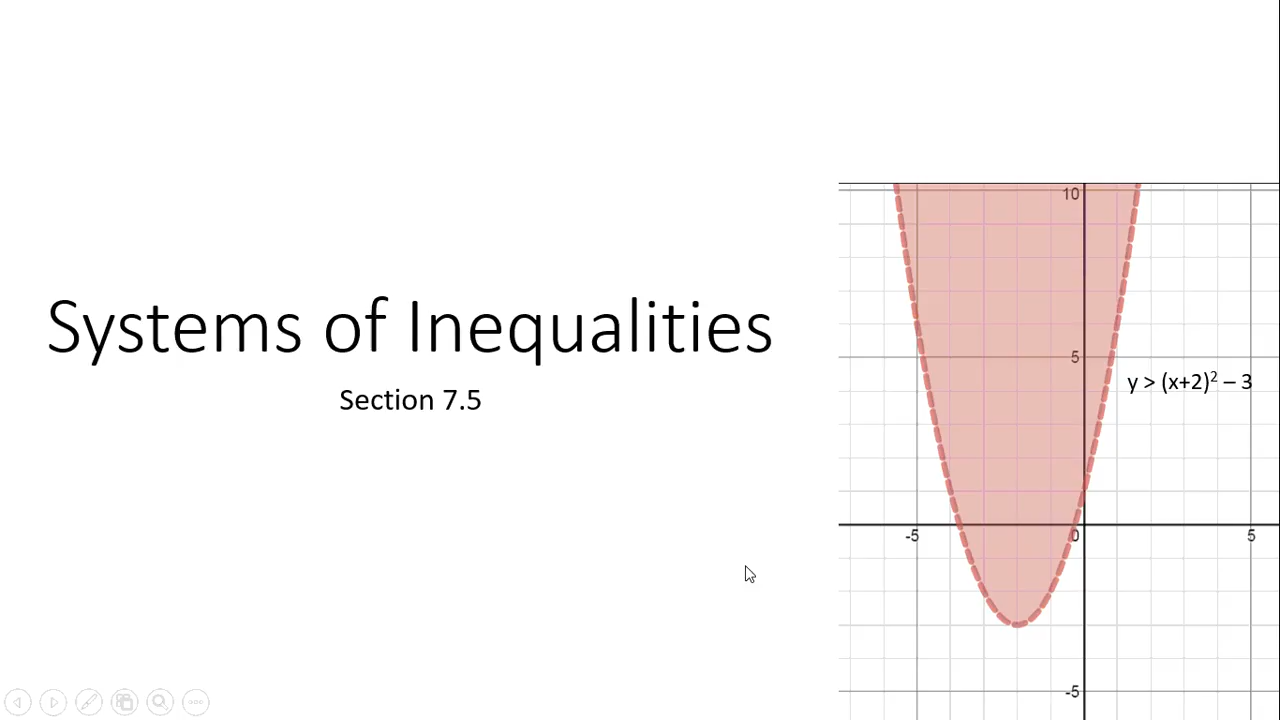 Systems of Inequalities
Section 7.5
10
5
y > (x+2)² – 3
-5
0
5
-5